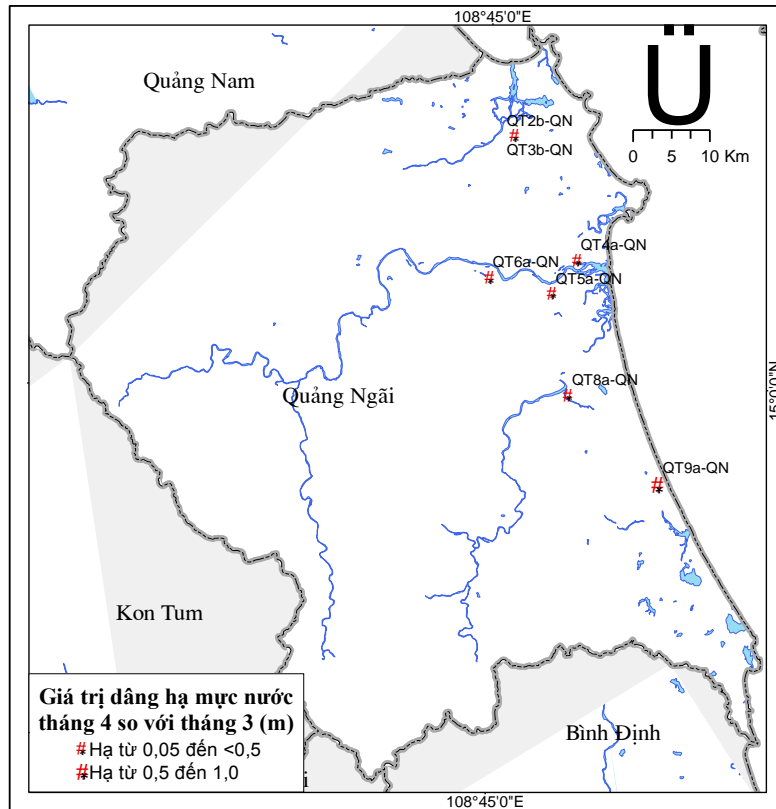 108°45'0"E
Quảng Nam
Ü
QT2b-QN
QT3b-QN
0 5 10 Km
QT4a-QN
QT6a-QN
QT5a-QN
15°0'0"N
Quảng Ngãi
QT8a-QN
QT9a-QN
Kon Tum
Bình Định
Giá trị dâng hạ mực nước
tháng 4 so với tháng 3 (m)
Hạ từ 0,05 đến <0,5
Hạ từ 0,5 đến 1,0
i
108°45'0"E